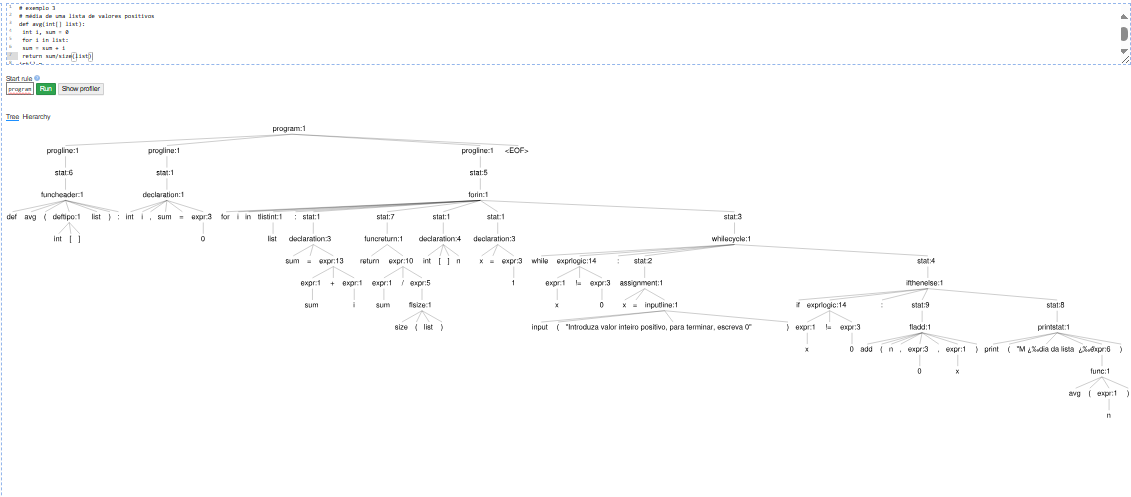 # exemplo 3
# média de uma lista de valores positivos
def avg(int[] list):
int i, sum = 0
for i in list:
sum = sum + i
return sum/size(list)
Start rule
program Run Show profiler
Tree Hierarchy
program:1
progline:1 progline:1 progline:1 <EOF>
stat:6 stat:1 stat:5
funcheader:1 declaration:1 forin:1
def avg ( deftipo:1 list ) : int i , sum = expr:3 for i in tlistint:1 : stat:1 stat:7 stat:1 stat:1 stat:3
int [ ] 0 list declaration:3 funcreturn:1 declaration:4 declaration:3 whilecycle:1
sum = expr:13 return expr:10 int [ ] n x = expr:3 while exprlogic:14 : stat:2 stat:4
expr:1 + expr:1 expr:1 / expr:5 1 expr:1 != expr:3 assignment:1 ifthenelse:1
sum i sum flsize:1 x 0 x = inputline:1 if exprlogic:14 : stat:9 stat:8
size ( list ) input ( "Introduza valor inteiro positivo, para terminar, escreva 0" ) expr:1 != expr:3 fladd:1 printstat:1
x 0 add ( n , expr:3 , expr:1 ) print ( "M ¿‰dia da lista expr:6 )
0 x func:1
avg ( expr:1 )
n